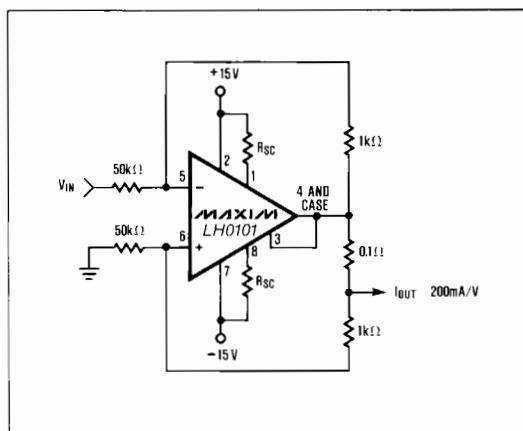 +15V
RSC
1kΩ
50kΩ
VIN
5
−
2
1
4 AND
CASE
MAXIM
LH0101
3
50kΩ
6
+
8
7
0.1Ω
RSC
IOUT 200mA/V
1kΩ
−15V